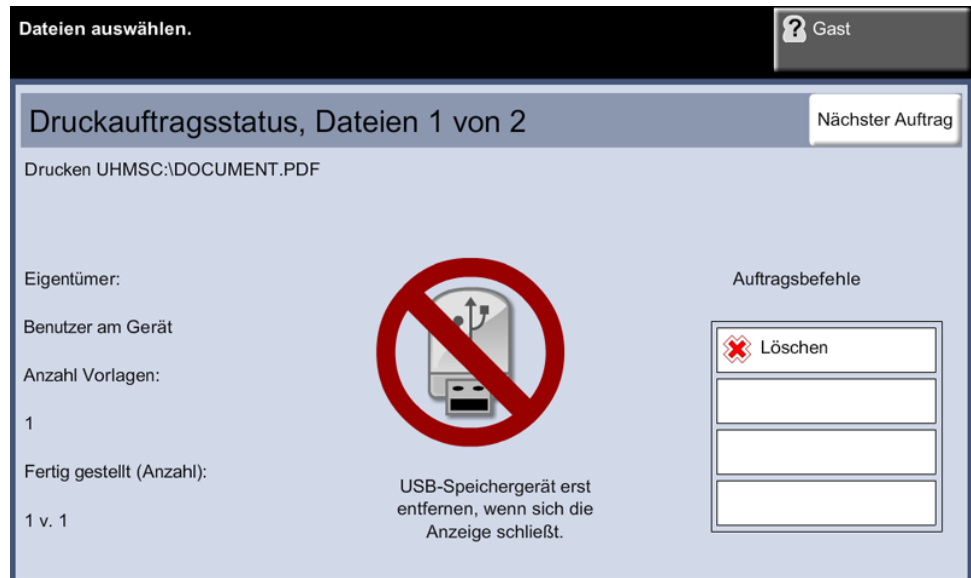 Dateien auswählen.
Gast
Druckauftragsstatus, Dateien 1 von 2
Nächster Auftrag
Drucken UHMSC:\DOCUMENT.PDF
Eigentümer:
Benutzer am Gerät
Anzahl Vorlagen:
1
Fertig gestellt (Anzahl):
1 v. 1
USB-Speichergerät erst
entfernen, wenn sich die
Anzeige schließt.
Auftragsbefehle
Löschen